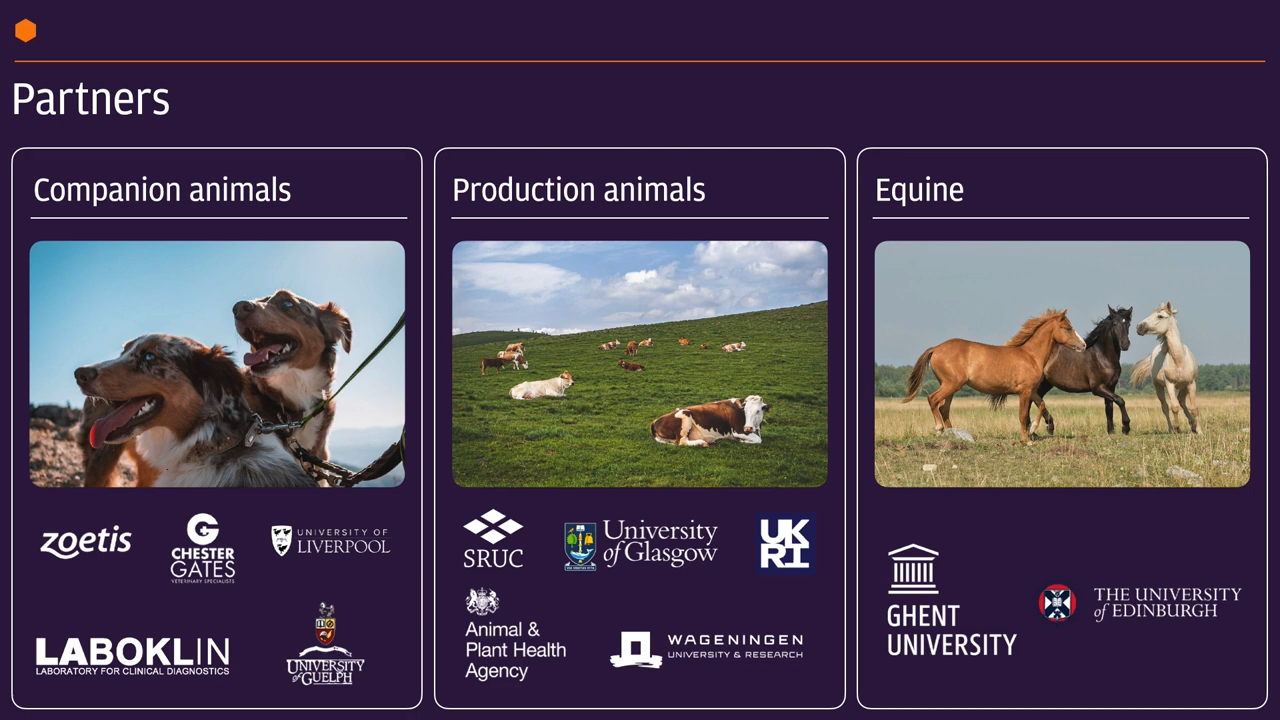 Partners
Companion animals
zoetis
CHESTER
GATES
VETERINARY SPECIALISTS
UNIVERSITY OF
LIVERPOOL
LABOKLIN
LABORATORY FOR CLINICAL DIAGNOSTICS
UNIVERSITY
of GUELPH
Production animals
SRUC
University
of Glasgow
UK
RI
Animal &
Plant Health
Agency
WAGENINGEN
UNIVERSITY & RESEARCH
Equine
GHENT
UNIVERSITY
THE UNIVERSITY
of EDINBURGH